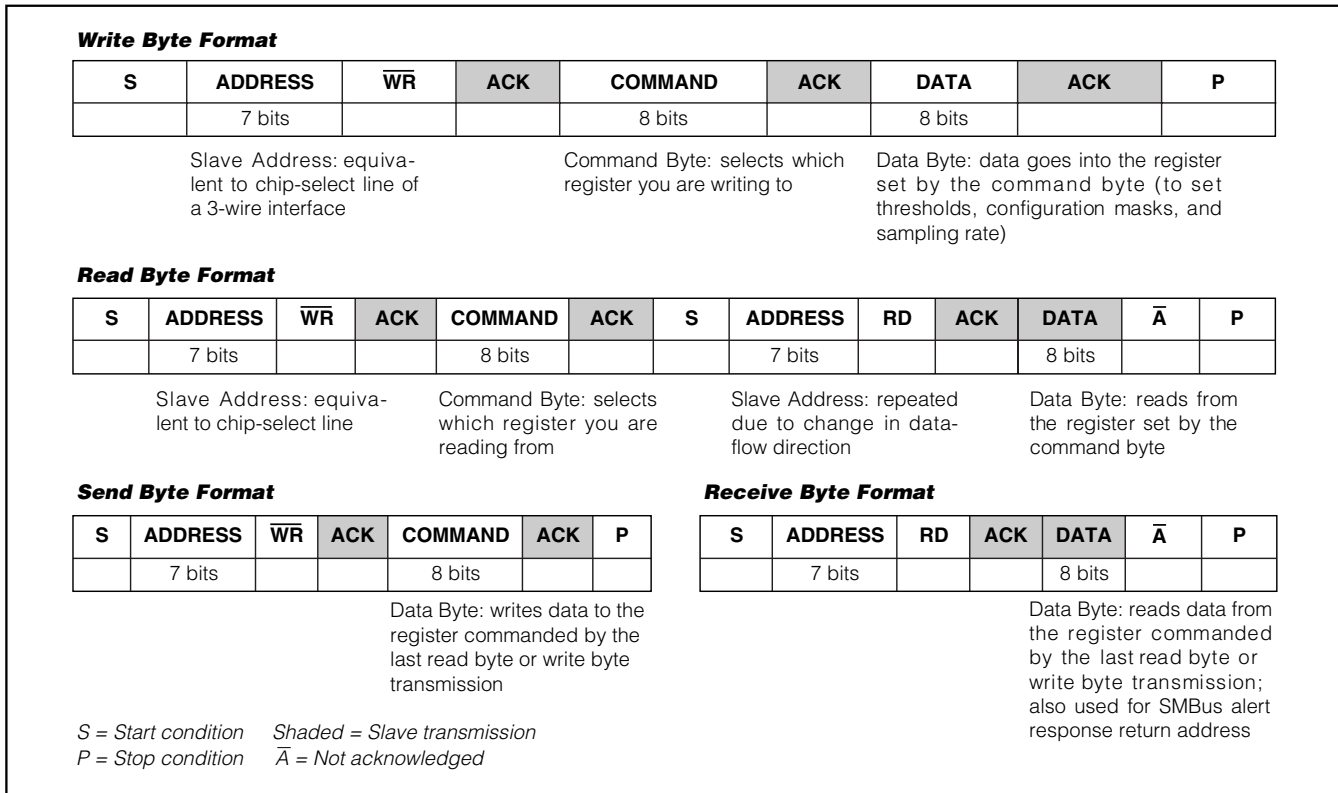 Write Byte Format
S ADDRESS W̅R̅ ACK COMMAND ACK DATA ACK P
7 bits 8 bits 8 bits
Slave Address: equiva-
lent to chip-select line of
a 3-wire interface
Command Byte: selects which
register you are writing to
Data Byte: data goes into the register
set by the command byte (to set
thresholds, configuration masks, and
sampling rate)
Read Byte Format
S ADDRESS W̅R̅ ACK COMMAND ACK S ADDRESS RD ACK DATA A̅ P
7 bits 8 bits 7 bits 8 bits
Slave Address: equiva-
lent to chip-select line
Command Byte: selects
which register you are
reading from
Slave Address: repeated
due to change in data-
flow direction
Data Byte: reads from
the register set by the
command byte
Send Byte Format
S ADDRESS W̅R̅ ACK COMMAND ACK P
7 bits 8 bits
Data Byte: writes data to the
register commanded by the
last read byte or write byte
transmission
Receive Byte Format
S ADDRESS RD ACK DATA A̅ P
7 bits 8 bits
Data Byte: reads data from
the register commanded
by the last read byte or
write byte transmission;
also used for SMBus alert
response return address
S = Start condition Shaded = Slave transmission
P = Stop condition A̅ = Not acknowledged